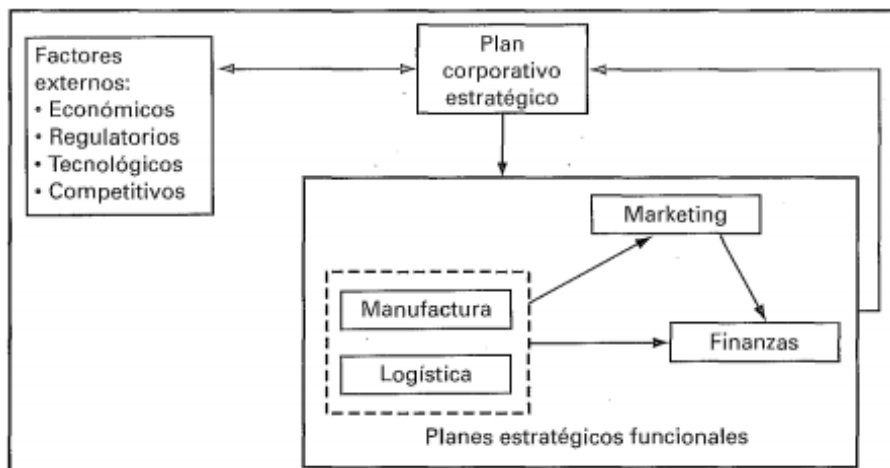 Factores
externos:
• Económicos
• Regulatorios
• Tecnológicos
• Competitivos
Plan
corporativo
estratégico
Marketing
Manufactura
Finanzas
Logística
Planes estratégicos funcionales